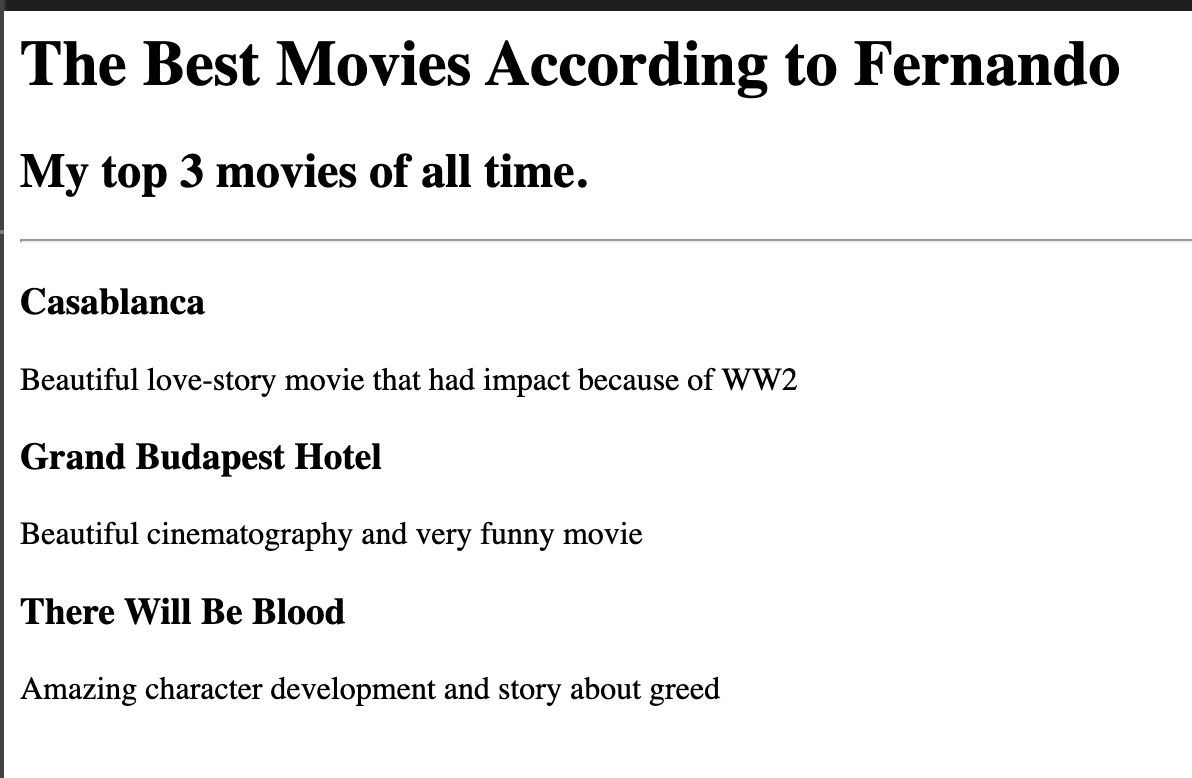 The Best Movies According to Fernando
My top 3 movies of all time.
Casablanca
Beautiful love-story movie that had impact because of WW2
Grand Budapest Hotel
Beautiful cinematography and very funny movie
There Will Be Blood
Amazing character development and story about greed